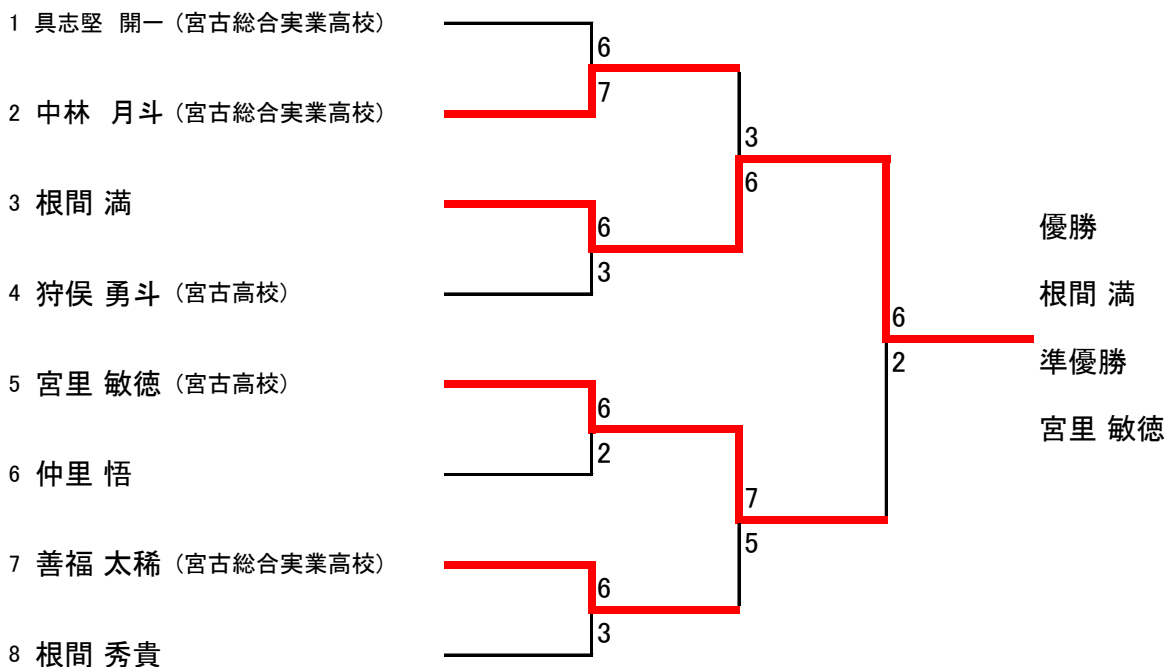 1 具志堅 開一（宮古総合実業高校）
6
7
2 中林 月斗（宮古総合実業高校）
3
6
3 根間 満
6
3
4 狩俣 勇斗（宮古高校）
優勝
根間 満
6
2
準優勝
宮里 敏徳
5 宮里 敏徳（宮古高校）
6
2
6 仲里 悟
7
5
7 善福 太稀（宮古総合実業高校）
6
3
8 根間 秀貴